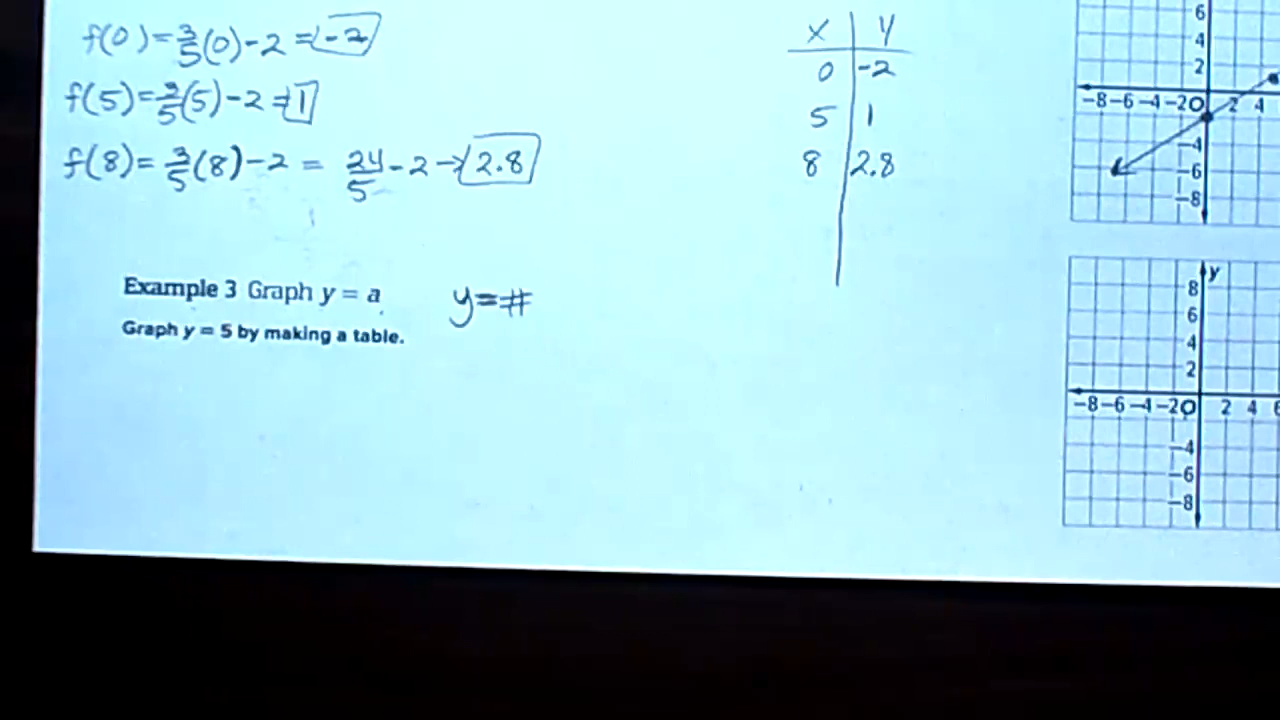 f(0) = 3/5(0) - 2 = -2
f(5) = 3/5(5) - 2 = 1
f(8) = 3/5(8) - 2 = 24/5 - 2 → 2.8
x | y
0 | -2
5 | 1
8 | 2.8
6
4
2
-8 -6 -4 -2 O 2 4
-4
-6
-8
Example 3 Graph y = a
y = #
Graph y = 5 by making a table.
y
8
6
4
2
-8 -6 -4 -2 O 2 4 6
-4
-6
-8